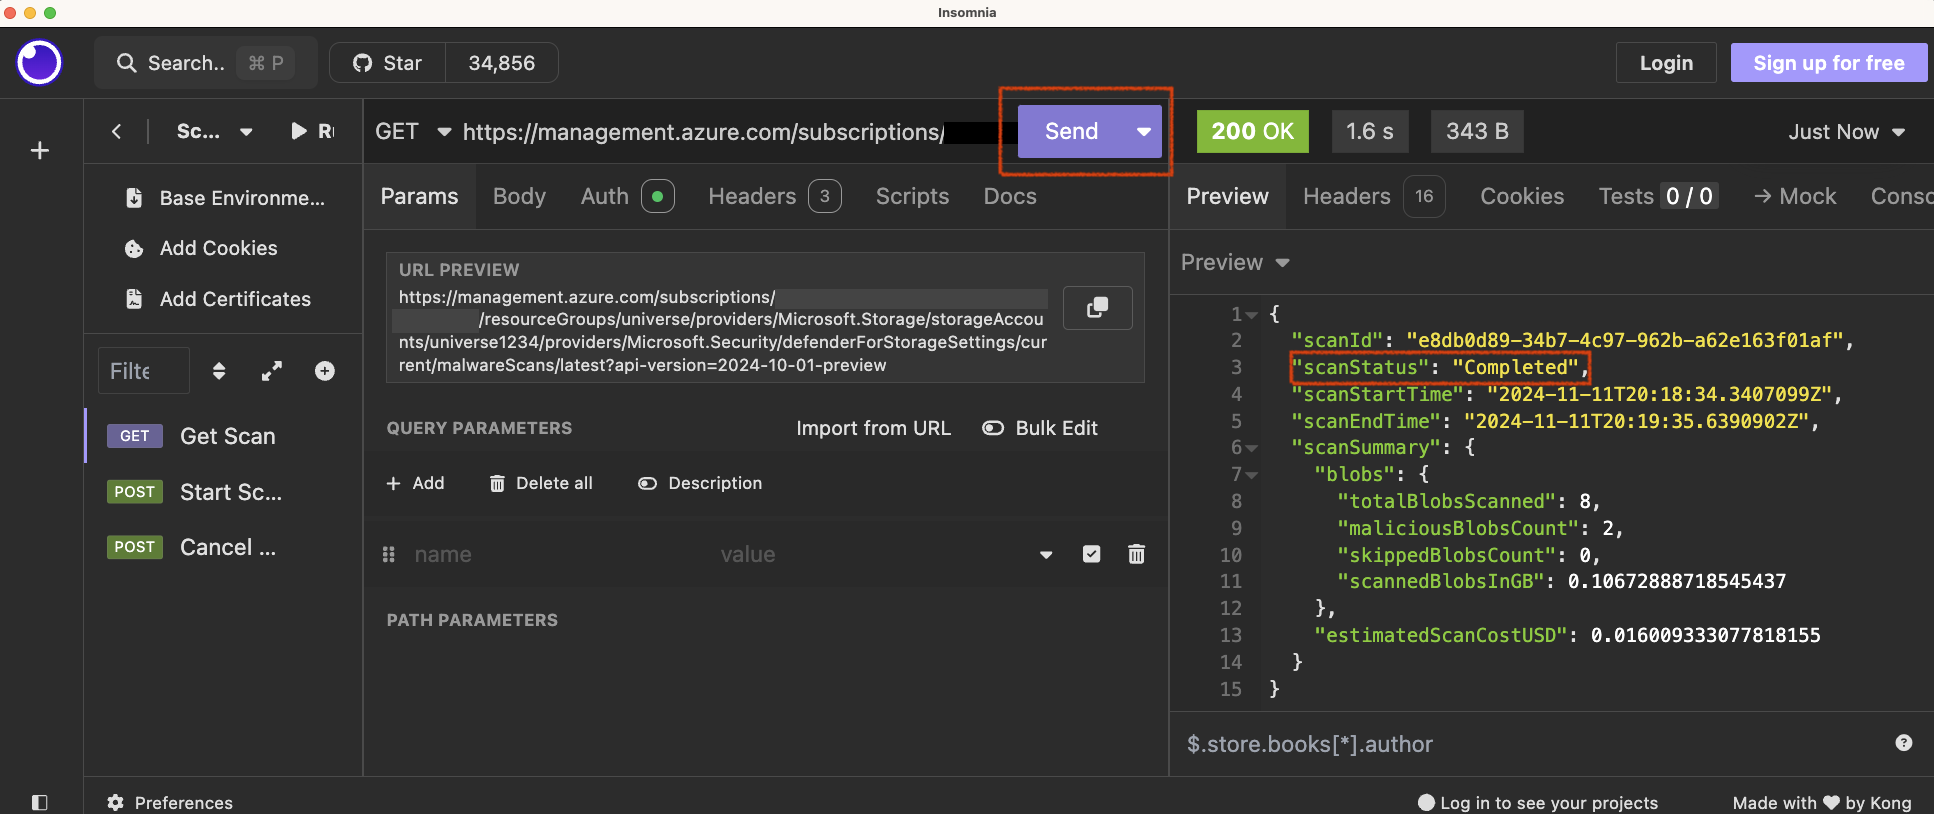 Insomnia
Search.. ⌘ P
Star 34,856
Login
Sign up for free
Sc...
GET https://management.azure.com/subscriptions/
Send
200 OK
1.6 s
343 B
Just Now
Base Environme...
Add Cookies
Add Certificates
GET Get Scan
POST Start Sc...
POST Cancel ...
Params Body Auth Headers 3 Scripts Docs
URL PREVIEW
https://management.azure.com/subscriptions/
/resourceGroups/universe/providers/Microsoft.Storage/storageAccou
nts/universe1234/providers/Microsoft.Security/defenderForStorageSettings/cur
rent/malwareScans/latest?api-version=2024-10-01-preview
QUERY PARAMETERS Import from URL Bulk Edit
+ Add Delete all Description
name value
PATH PARAMETERS
Preview Headers 16 Cookies Tests 0 / 0 → Mock Consc
Preview
1 {
2 "scanId": "e8db0d89-34b7-4c97-962b-a62e163f01af",
3 "scanStatus": "Completed",
4 "scanStartTime": "2024-11-11T20:18:34.3407099Z",
5 "scanEndTime": "2024-11-11T20:19:35.6390902Z",
6 "scanSummary": {
7 "blobs": {
8 "totalBlobsScanned": 8,
9 "maliciousBlobsCount": 2,
10 "skippedBlobsCount": 0,
11 "scannedBlobsInGB": 0.10672888718545437
12 },
13 "estimatedScanCostUSD": 0.016009333077818155
14 }
15 }
$.store.books[*].author
Preferences
Log in to see your projects
Made with ❤ by Kong